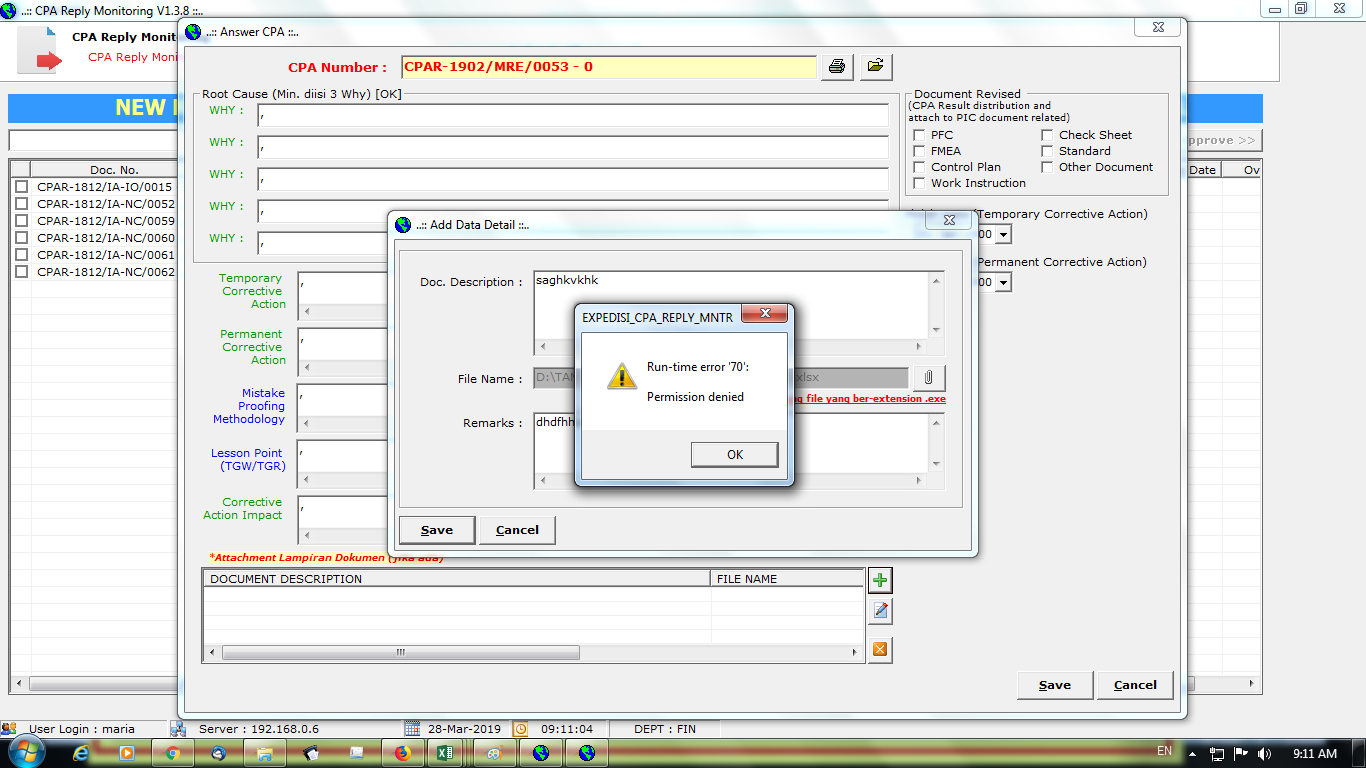 ..:: CPA Reply Monitoring V1.3.8 ::..
CPA Reply Monit
CPA Reply Moni
NEW
..:: Answer CPA ::..
CPA Number :
CPAR-1902/MRE/0053 - 0
Root Cause (Min. diisi 3 Why) [OK]
WHY :
,
WHY :
,
WHY :
,
WHY :
,
WHY :
,
Document Revised
(CPA Result distribution and
attach to PIC document related)
PFC
Check Sheet
FMEA
Standard
Control Plan
Other Document
Work Instruction
pprove >>
Doc. No.
Date
Ov
CPAR-1812/IA-IO/0015
CPAR-1812/IA-NC/0052
CPAR-1812/IA-NC/0059
CPAR-1812/IA-NC/0060
CPAR-1812/IA-NC/0061
CPAR-1812/IA-NC/0062
(Temporary Corrective Action)
00
Permanent Corrective Action)
00
Temporary
Corrective
Action
,
Permanent
Corrective
Action
,
Mistake
Proofing
Methodology
,
Lesson Point
(TGW/TGR)
,
Corrective
Action Impact
,
..:: Add Data Detail ::..
Doc. Description :
saghkvkhk
File Name :
D:\TAM
xlsx
g file yang ber-extension .exe
Remarks :
dhdfhh
Save
Cancel
EXPEDISI_CPA_REPLY_MNTR
Run-time error '70':
Permission denied
OK
*Attachment Lampiran Dokumen (jika ada)
DOCUMENT DESCRIPTION
FILE NAME
Save
Cancel
User Login : maria
Server : 192.168.0.6
28-Mar-2019
09:11:04
DEPT : FIN
EN
9:11 AM